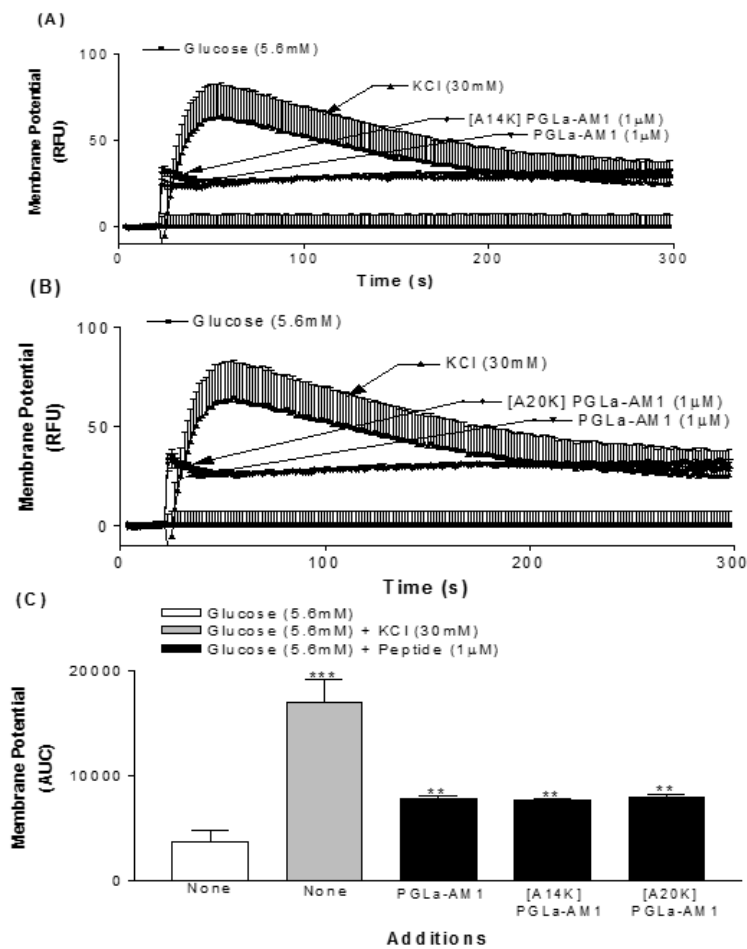 (A)
Glucose (5.6mM)
100
KCl (30mM)
[A14K] PGLa-AM1 (1μM)
PGLa-AM1 (1μM)
50
0
Membrane Potential
(RFU)
0
100
200
300
Time (s)
(B)
Glucose (5.6mM)
100
KCl (30mM)
[A20K] PGLa-AM1 (1μM)
PGLa-AM1 (1μM)
50
0
Membrane Potential
(RFU)
0
100
200
300
Time (s)
(C)
Glucose (5.6mM)
Glucose (5.6mM) + KCl (30mM)
Glucose (5.6mM) + Peptide (1μM)
20000
10000
0
Membrane Potential
(AUC)
***
**
**
**
None
None
PGLa-AM1
[A14K]
PGLa-AM1
[A20K]
PGLa-AM1
Additions